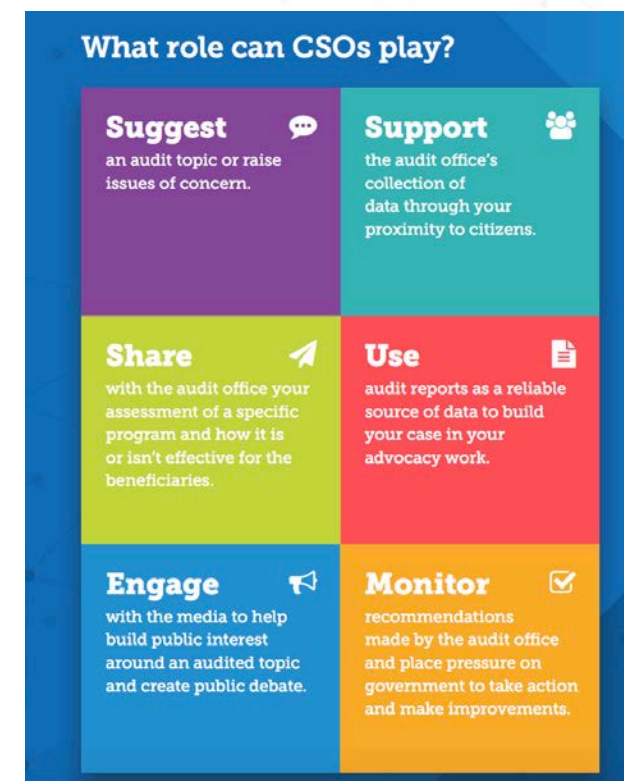 What role can CSOs play?
Suggest
an audit topic or raise
issues of concern.
Support
the audit office's
collection of
data through your
proximity to citizens.
Share
with the audit office your
assessment of a specific
program and how it is
or isn't effective for the
beneficiaries.
Use
audit reports as a reliable
source of data to build
your case in your
advocacy work.
Engage
with the media to help
build public interest
around an audited topic
and create public debate.
Monitor
recommendations
made by the audit office
and place pressure on
government to take action
and make improvements.